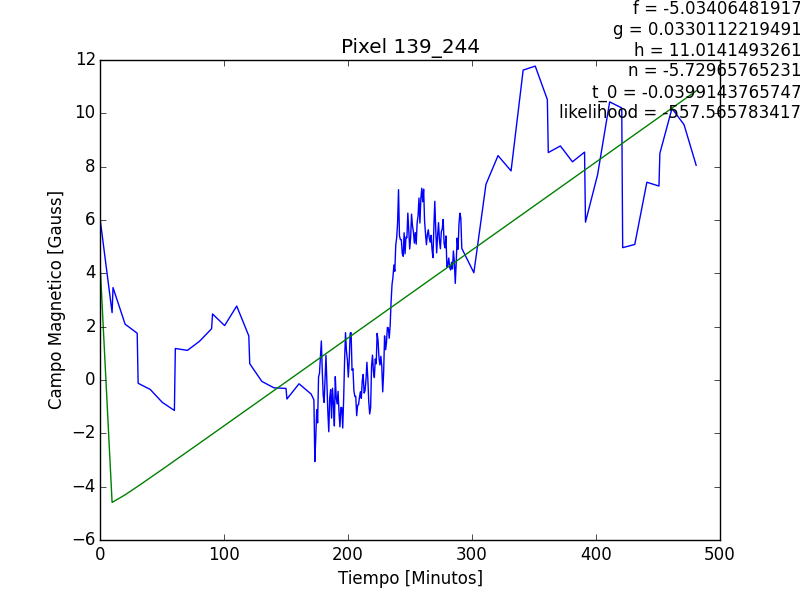 f = -5.03406481917
g = 0.0330112219491
h = 11.0141493261
n = -5.72965765231
t_0 = -0.0399143765747
likelihood = -557.565783417
Pixel 139_244
12
10
8
6
4
2
0
−2
−4
−6
Campo Magnetico [Gauss]
0 100 200 300 400 500
Tiempo [Minutos]